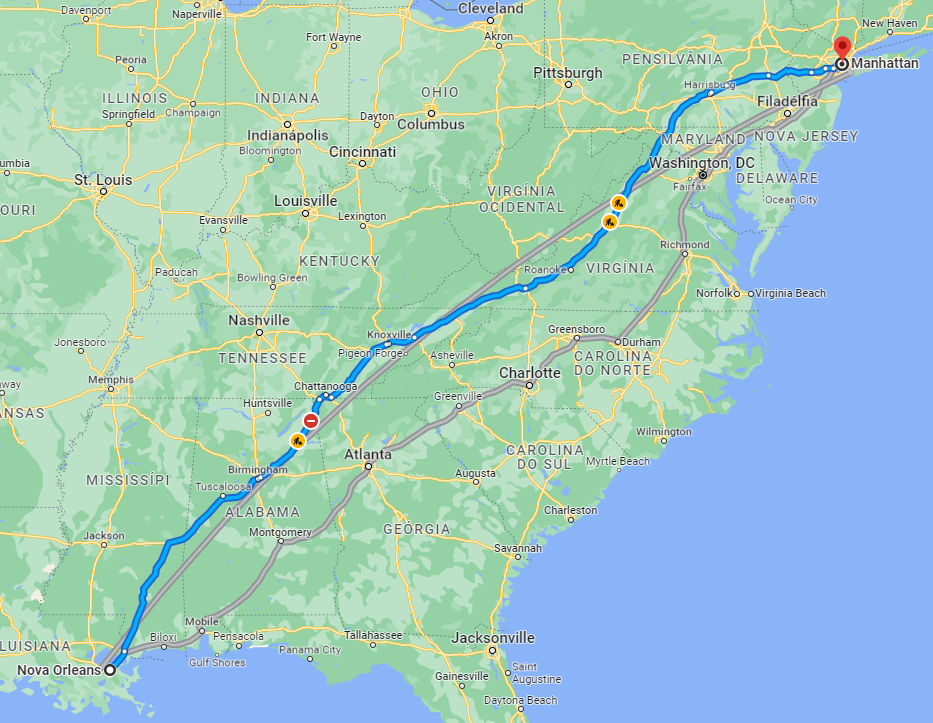 Cleveland
Davenport
Naperville
New Haven
Akron
Fort Wayne
Peoria
PENSILVÂNIA
Manhattan
Pittsburgh
Harrisburg
OHIO
ILLINOIS
INDIANA
Filadélfia
Champaign
Springfield
Dayton
Columbus
Indianápolis
MARYLAND
NOVA JERSEY
Bloomington
Cincinnati
umbia
Washington, DC
St. Louis
DELAWARE
Fairfax
VIRGÍNIA
OCIDENTAL
Louisville
Ocean City
OURI
Evansville
Lexington
Richmond
KENTUCKY
Roanoke
VIRGÍNIA
Paducah
Bowling Green
Norfolk
Virginia Beach
Nashville
Greensboro
Knoxville
Durham
Jonesboro
Pigeon Forge
TENNESSEE
Asheville
CAROLINA
DO NORTE
Charlotte
Memphis
Chattanooga
way
Greenville
Huntsville
ANSAS
Wilmington
Atlanta
CAROLINA
DO SUL
Myrtle Beach
Birmingham
Augusta
MISSISSÍPI
Tuscaloosa
ALABAMA
Charleston
GEÓRGIA
Montgomery
Jackson
Savannah
Mobile
Biloxi
Pensacola
Tallahassee
Jacksonville
LUISIANA
Panama City
Gulf Shores
Nova Orleans
Saint
Augustine
Gainesville
Daytona Beach